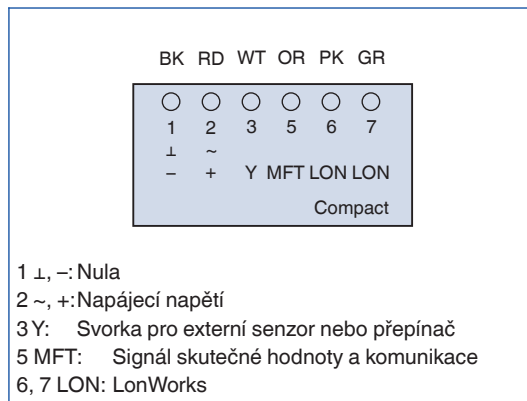 BK RD WT OR PK GR
1 2 3 5 6 7
⊥ ~
– + Y MFT LON LON
Compact
1 ⊥, –: Nula
2 ~, +: Napájecí napětí
3 Y: Svorka pro externí senzor nebo přepínač
5 MFT: Signál skutečné hodnoty a komunikace
6, 7 LON: LonWorks